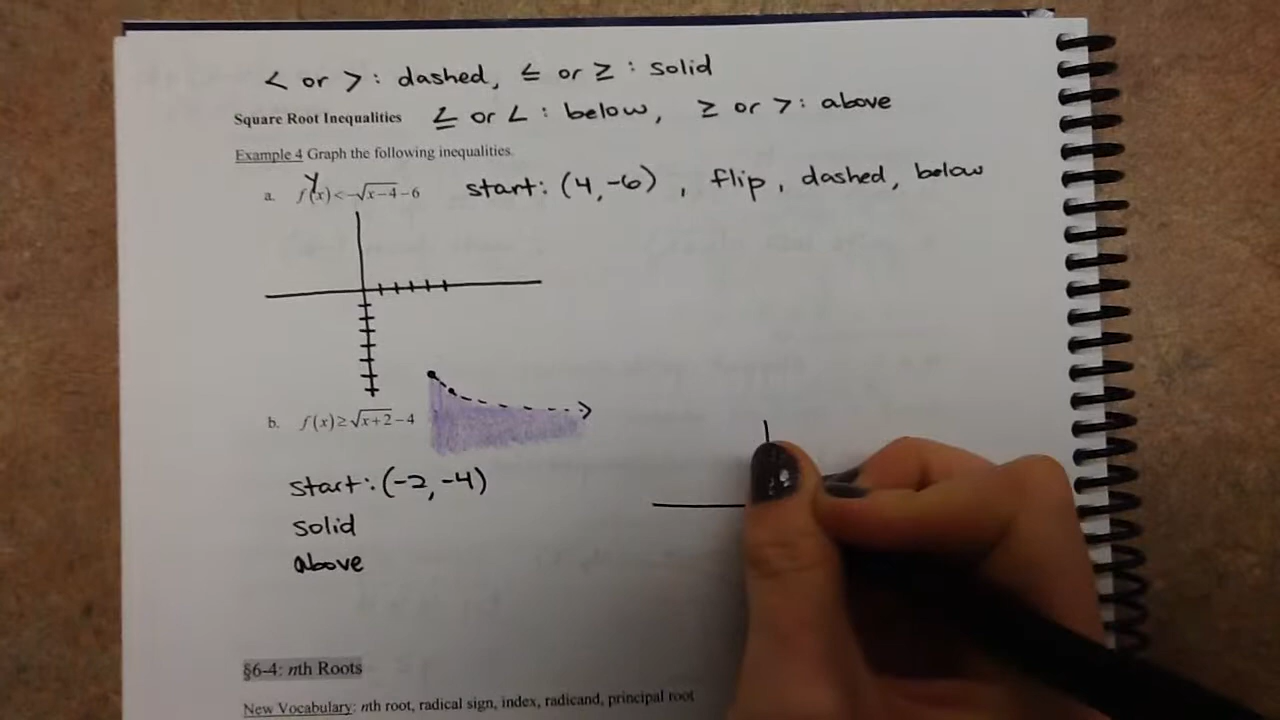 < or > : dashed, ≤ or ≥ : solid
Square Root Inequalities ≤ or < : below, ≥ or > : above
Example 4 Graph the following inequalities.
a. f(x) < -√x-4 - 6 start: (4, -6) , flip, dashed, below
y
b. f(x) ≥ √x+2 - 4
start: (-2, -4)
solid
above
§6-4: nth Roots
New Vocabulary: nth root, radical sign, index, radicand, principal root